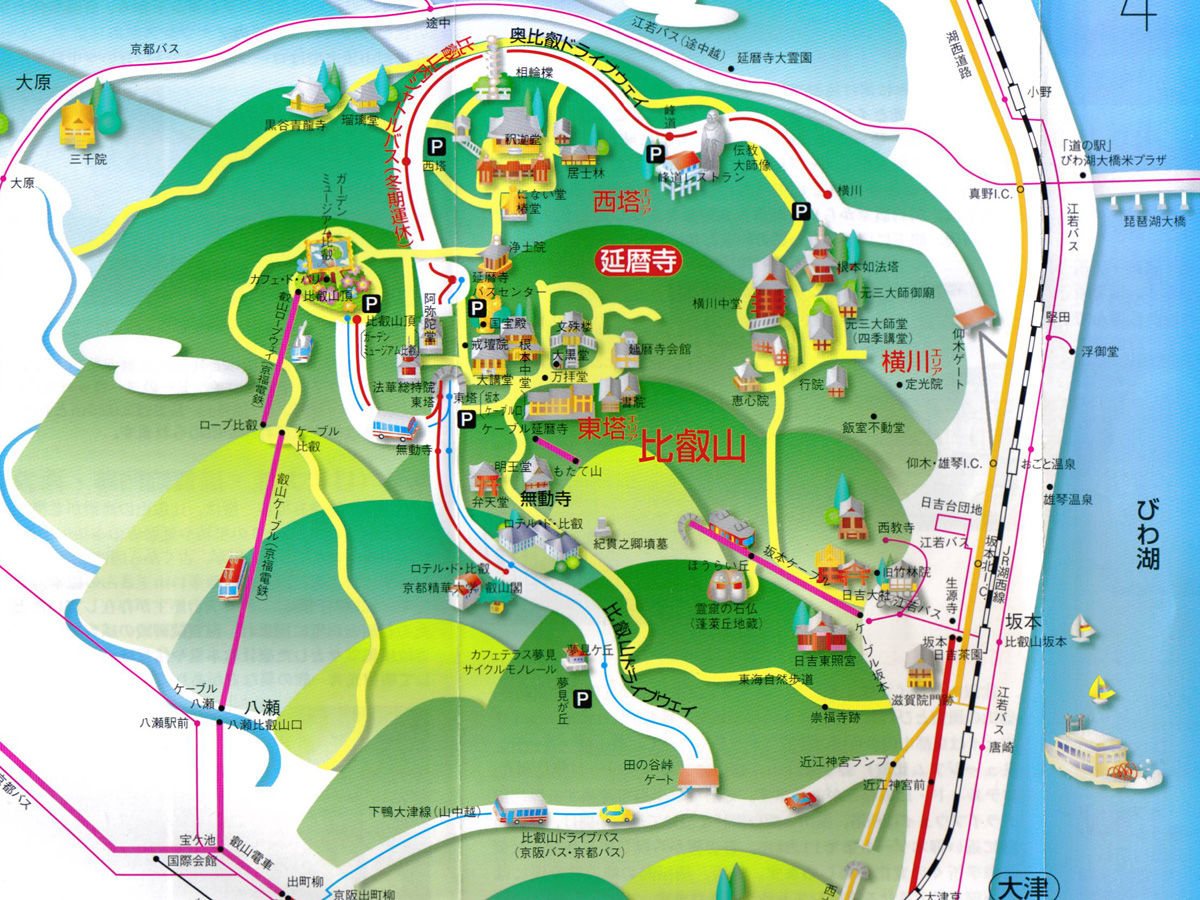 途中
京都バス
江若バス(途中越)
延暦寺大霊園
大原
三千院
大原
黒谷青龍寺
瑠璃堂
相輪橖
奥比叡ドライブウェイ
比叡山シャトルバス(冬期運休)
西塔
釈迦堂
居士林
にない堂
椿堂
西塔エリア
峰道
伝教
大師像
峰道レストラン
横川
湖西道路
小野
「道の駅」
びわ湖大橋米プラザ
真野I.C.
江若バス
琵琶湖大橋
ガーデン
ミュージアム比叡
カフェ・ド・パリ
比叡山頂
浄土院
延暦寺
バスセンター
延暦寺
根本如法塔
横川中堂
元三大師御廟
元三大師堂
(四季講堂)
横川エリア
定光院
恵心院
行院
飯室不動堂
仰木ゲート
堅田
浮御堂
叡山ロープウェイ(京福電鉄)
比叡山頂
(ガーデン
ミュージアム比叡)
阿弥陀堂
国宝殿
戒壇院
根本中堂
文殊楼
大黒堂
延暦寺会館
法華総持院
東塔
東塔
(坂本
ケーブル口)
大講堂
万拝堂
書院
東塔エリア
比叡山
ロープ比叡
ケーブル
比叡
無動寺
ケーブル延暦寺
もたて山
明王堂
弁天堂
無動寺
仰木・雄琴I.C.
おごと温泉
雄琴温泉
日吉台団地
江若バス
西教寺
叡山ケーブル(京福電鉄)
ロテル・ド・比叡
紀貫之卿墳墓
坂本ケーブル
ほうらい丘
霊窟の石仏
(蓬莱丘地蔵)
旧竹林院
日吉大社
江若バス
生源寺
坂本北I.C.
JR湖西線
びわ湖
ロテル・ド・比叡
京都精華大学
叡山閣
日吉東照宮
ケーブル坂本
坂本
日吉茶園
坂本
比叡山坂本
滋賀院門跡
比叡山ドライブウェイ
カフェテラス夢見
サイクルモノレール
夢見ケ丘
夢見が丘
東海自然歩道
崇福寺跡
江若バス
唐崎
ケーブル
八瀬
八瀬
八瀬駅前
八瀬比叡山口
田の谷峠
ゲート
近江神宮ランプ
近江神宮前
京都バス
宝ケ池
国際会館
叡山電車
下鴨大津線(山中越)
比叡山ドライブバス
(京阪バス・京都バス)
出町柳
京阪出町柳
大津京
大津